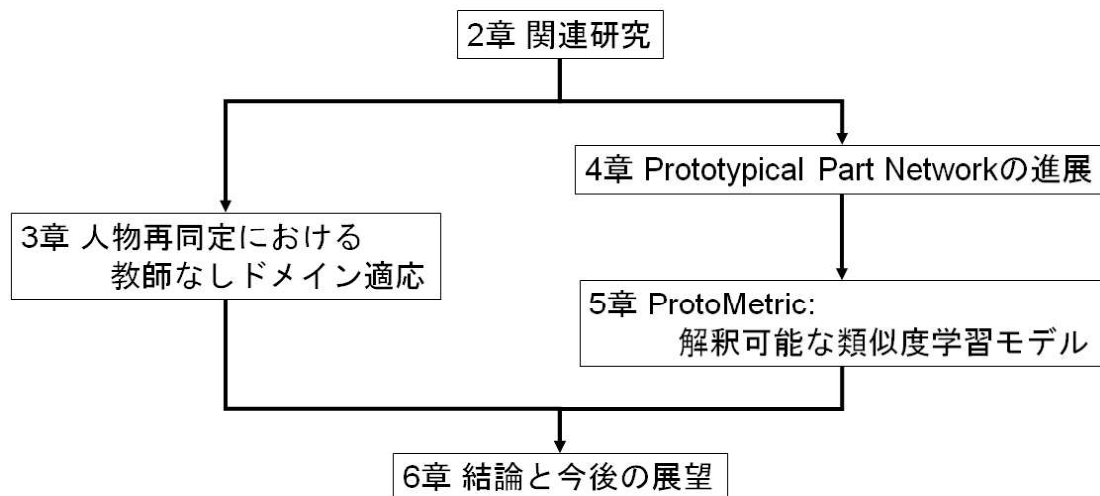 2章 関連研究
4章 Prototypical Part Networkの進展
3章 人物再同定における
教師なしドメイン適応
5章 ProtoMetric:
解釈可能な類似度学習モデル
6章 結論と今後の展望